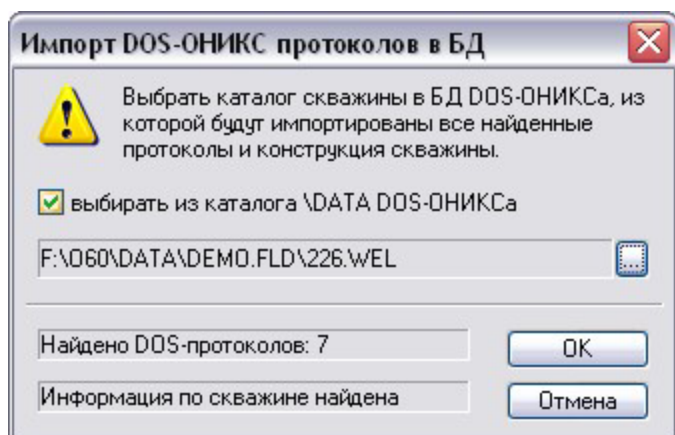 Импорт DOS-ОНИКС протоколов в БД
Выбрать каталог скважины в БД DOS-ОНИКСа, из
которой будут импортированы все найденные
протоколы и конструкция скважины.
выбирать из каталога \DATA DOS-ОНИКСа
F:\O60\DATA\DEMO.FLD\226.WEL
...
Найдено DOS-протоколов: 7
OK
Информация по скважине найдена
Отмена